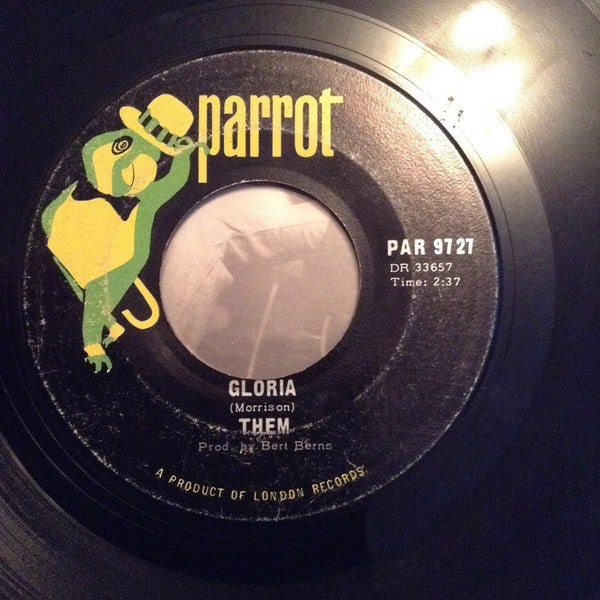 parrot
PAR 9727
DR 33657
Time: 2:37
GLORIA
(Morrison)
THEM
Prod. by Bert Berns
A PRODUCT OF LONDON RECORDS.